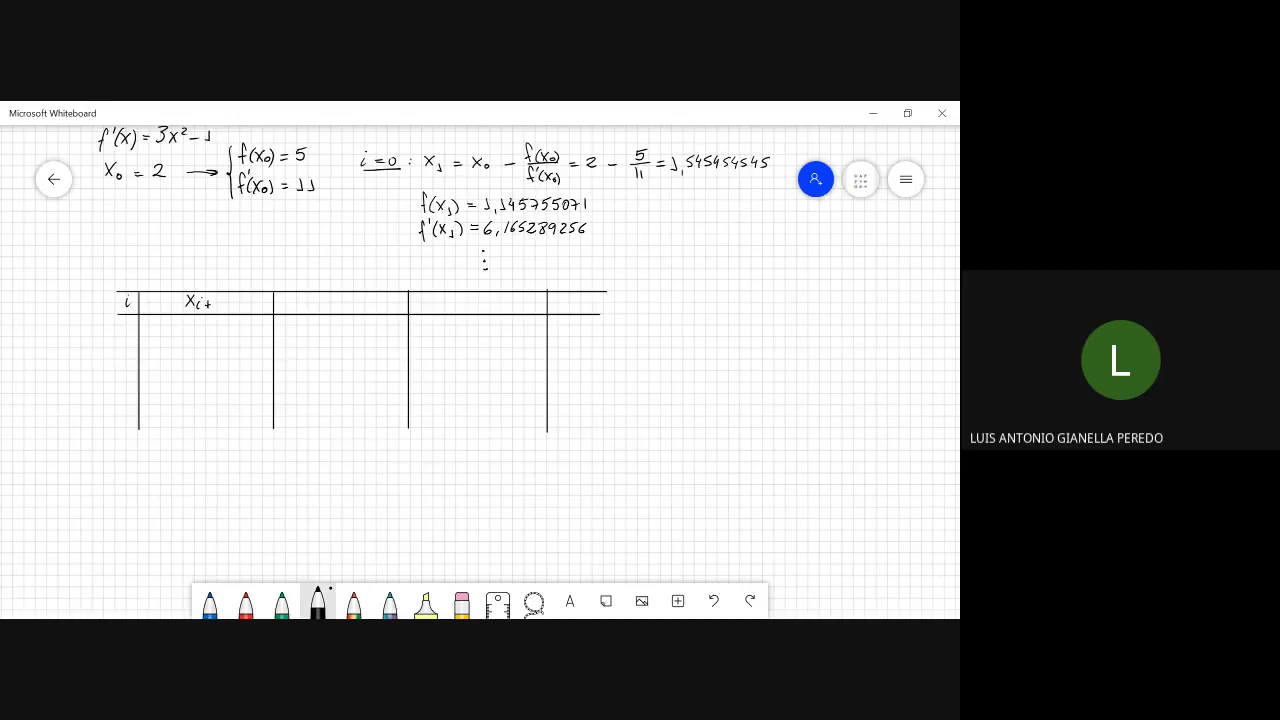 Microsoft Whiteboard
f'(x) = 3x² - 1
x₀ = 2 → { f(x₀) = 5
f'(x₀) = 11
i=0 : x₁ = x₀ - f(x₀)/f'(x₀) = 2 - 5/11 = 1,545454545
f(x₁) = 1,145755071
f'(x₁) = 6,165289256
⋮
i xᵢ₊
L
LUIS ANTONIO GIANELLA PEREDO